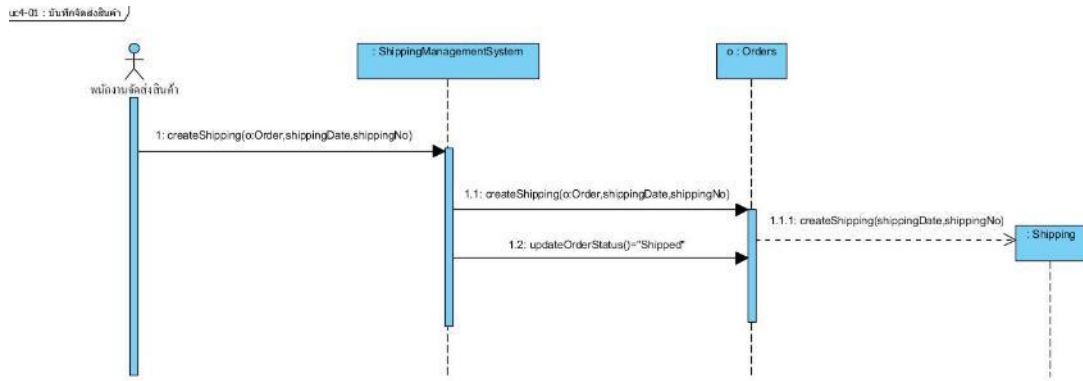 uc4-01 : บันทึกจัดส่งสินค้า
: ShippingManagementSystem
o : Orders
พนักงานจัดส่งสินค้า
1: createShipping(o:Order,shippingDate,shippingNo)
1.1: createShipping(o:Order,shippingDate,shippingNo)
1.1.1: createShipping(shippingDate,shippingNo)
: Shipping
1.2: updateOrderStatus()="Shipped"